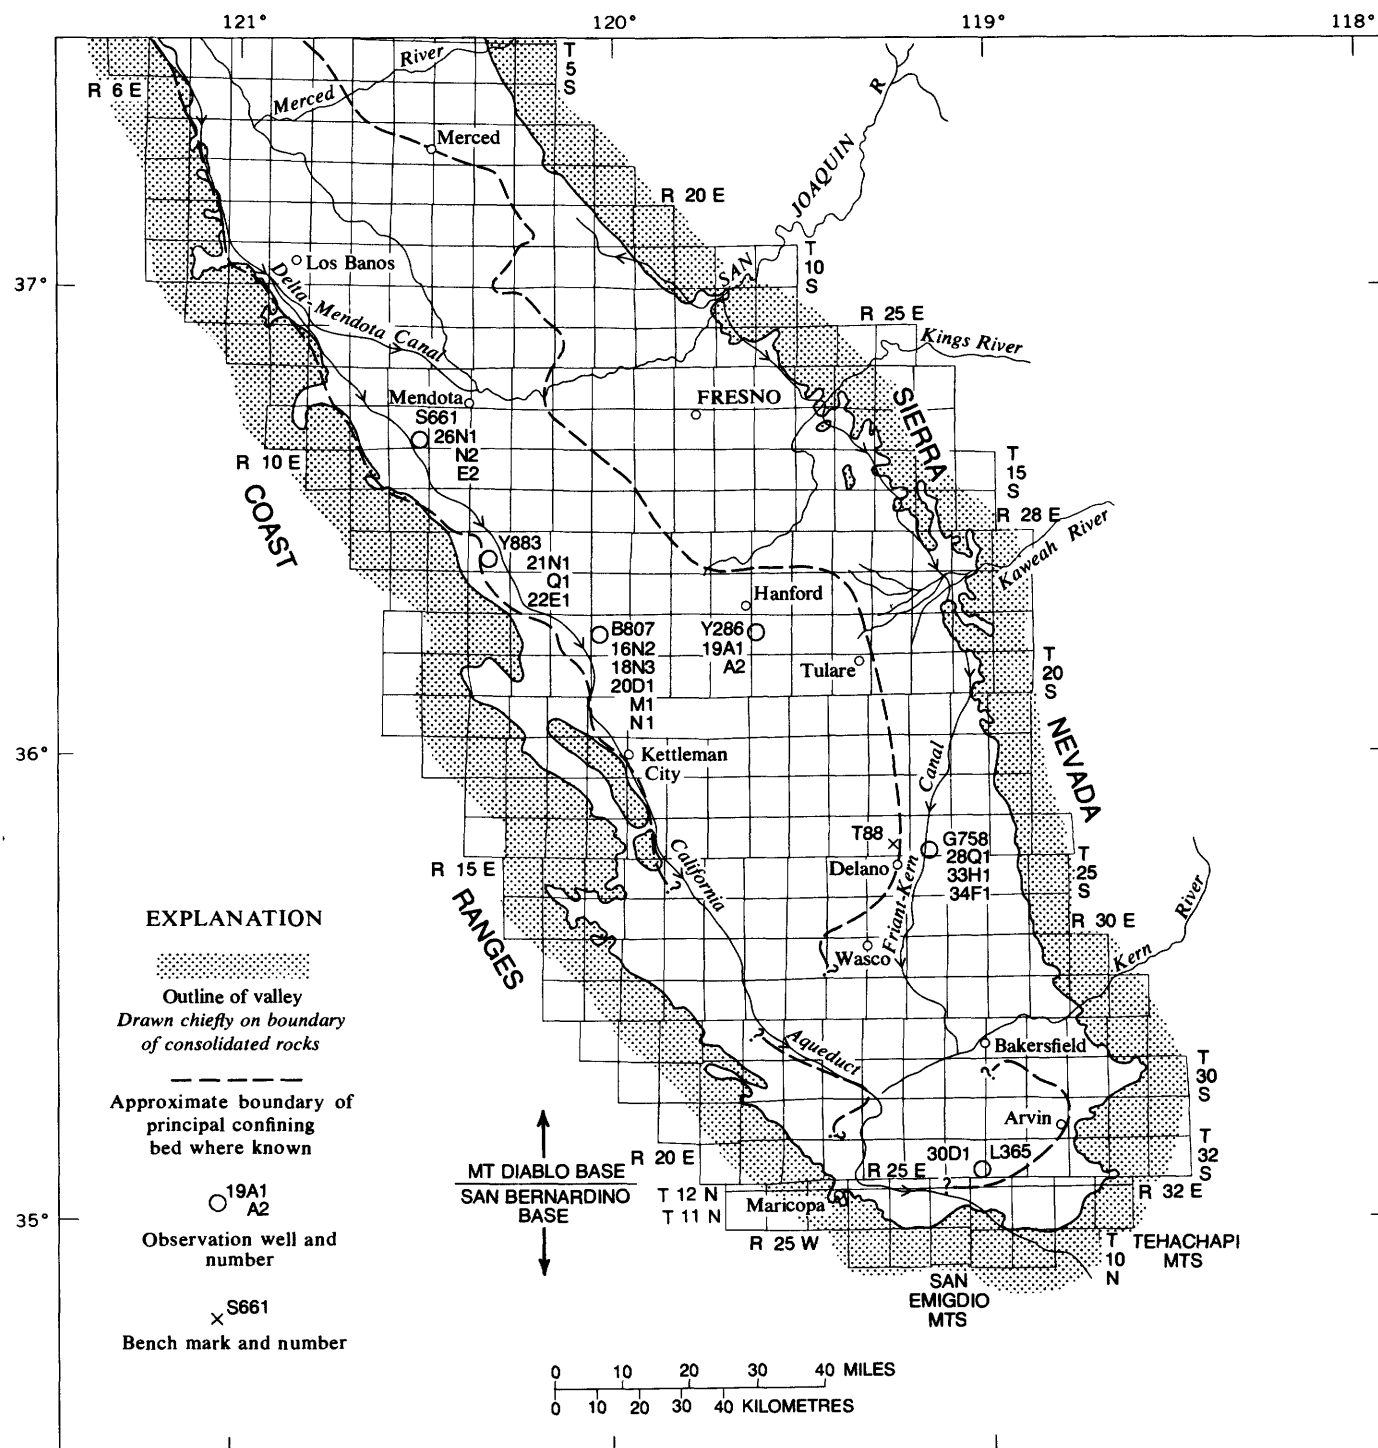 121°
120°
119°
118°
T
5
S
R 6 E
Merced River
Merced
R 20 E
JOAQUIN R
SAN
T
10
S
Los Banos
37°
Delta-Mendota Canal
R 25 E
Kings River
Mendota
S661
26N1
N2
E2
FRESNO
SIERRA
R 10 E
T
15
S
COAST
R 28 E
Kaweah River
Y883
21N1
Q1
22E1
Hanford
B807
16N2
18N3
20D1
M1
N1
Y286
19A1
A2
Tulare
T
20
S
NEVADA
36°
Kettleman
City
Friant-Kern Canal
T88
G758
28Q1
33H1
34F1
Delano
California
?
R 15 E
T
25
S
RANGES
R 30 E
Kern River
Wasco
?
EXPLANATION
Outline of valley
Drawn chiefly on boundary
of consolidated rocks
Approximate boundary of
principal confining
bed where known
19A1
A2
Observation well and
number
S661
Bench mark and number
?
Aqueduct
Bakersfield
?
T
30
S
Arvin
?
T
32
S
30D1
L365
R 20 E
R 25 E
?
R 32 E
MT DIABLO BASE
SAN BERNARDINO
BASE
T 12 N
T 11 N
Maricopa
35°
R 25 W
T
10
N
TEHACHAPI
MTS
SAN
EMIGDIO
MTS
0 10 20 30 40 MILES
0 10 20 30 40 KILOMETRES